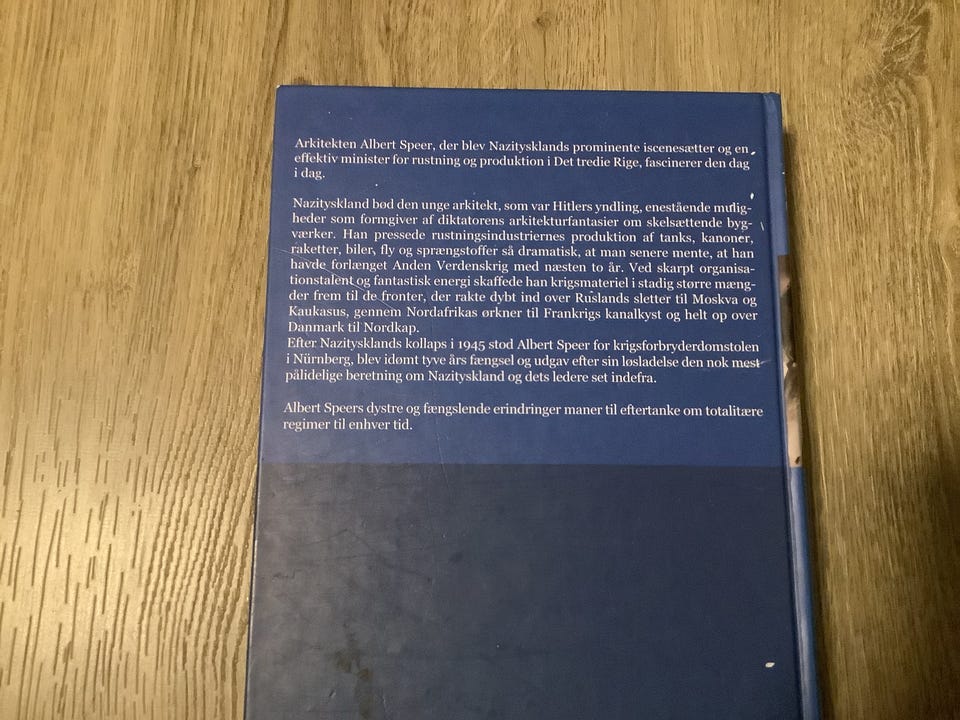 Arkitekten Albert Speer, der blev Nazitysklands prominente iscenesætter og en
effektiv minister for rustning og produktion i Det tredie Rige, fascinerer den dag
i dag.
Nazityskland bød den unge arkitekt, som var Hitlers yndling, enestående mulig-
heder som formgiver af diktatorens arkitekturfantasier om skelsættende byg-
værker. Han pressede rustningsindustriernes produktion af tanks, kanoner,
raketter, biler, fly og sprængstoffer så dramatisk, at man senere mente, at han
havde forlænget Anden Verdenskrig med næsten to år. Ved skarpt organisa-
tionstalent og fantastisk energi skaffede han krigsmateriel i stadig større mæng-
der frem til de fronter, der rakte dybt ind over Ruslands sletter til Moskva og
Kaukasus, gennem Nordafrikas ørkner til Frankrigs kanalkyst og helt op over
Danmark til Nordkap.
Efter Nazitysklands kollaps i 1945 stod Albert Speer for krigsforbryderdomstolen
i Nürnberg, blev idømt tyve års fængsel og udgav efter sin løsladelse den nok mest
pålidelige beretning om Nazityskland og dets ledere set indefra.
Albert Speers dystre og fængslende erindringer maner til eftertanke om totalitære
regimer til enhver tid.